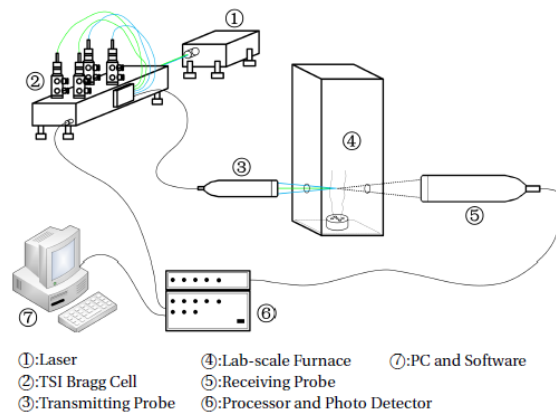 ①
②
③
④
⑤
⑥
⑦
①:Laser ④:Lab-scale Furnace ⑦:PC and Software
②:TSI Bragg Cell ⑤:Receiving Probe
③:Transmitting Probe ⑥:Processor and Photo Detector